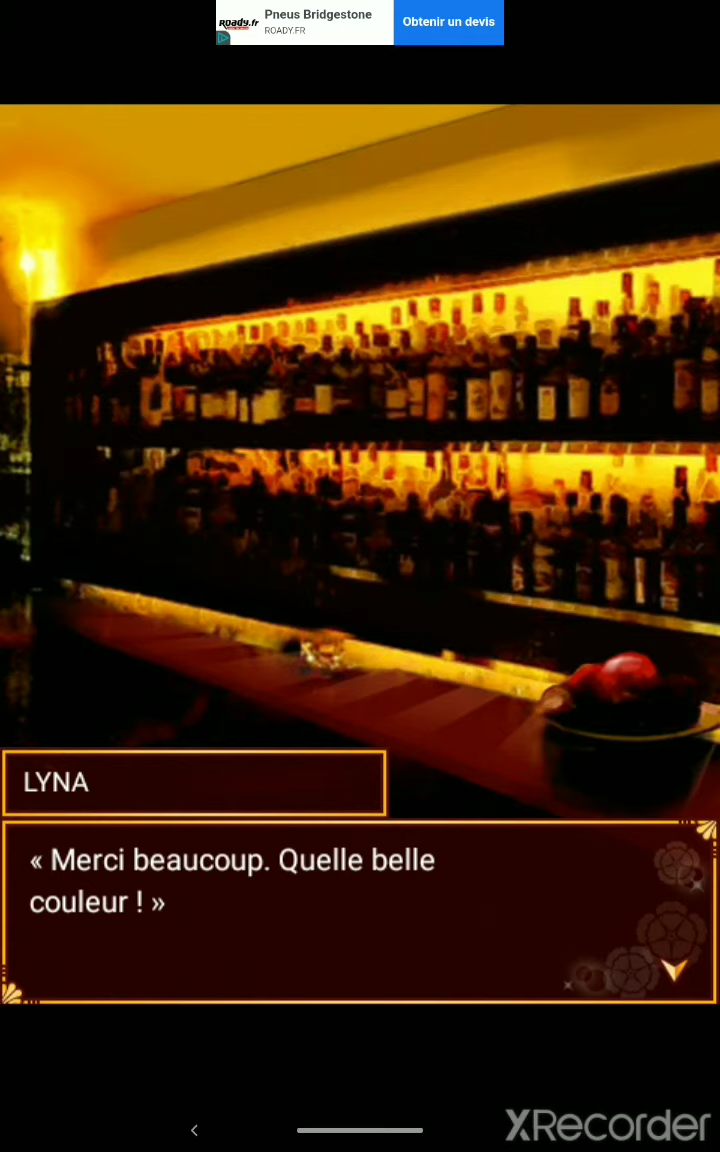 ROADY.fr
Pneus Bridgestone
ROADY.FR
Obtenir un devis
LYNA
« Merci beaucoup. Quelle belle
couleur ! »
XRecorder